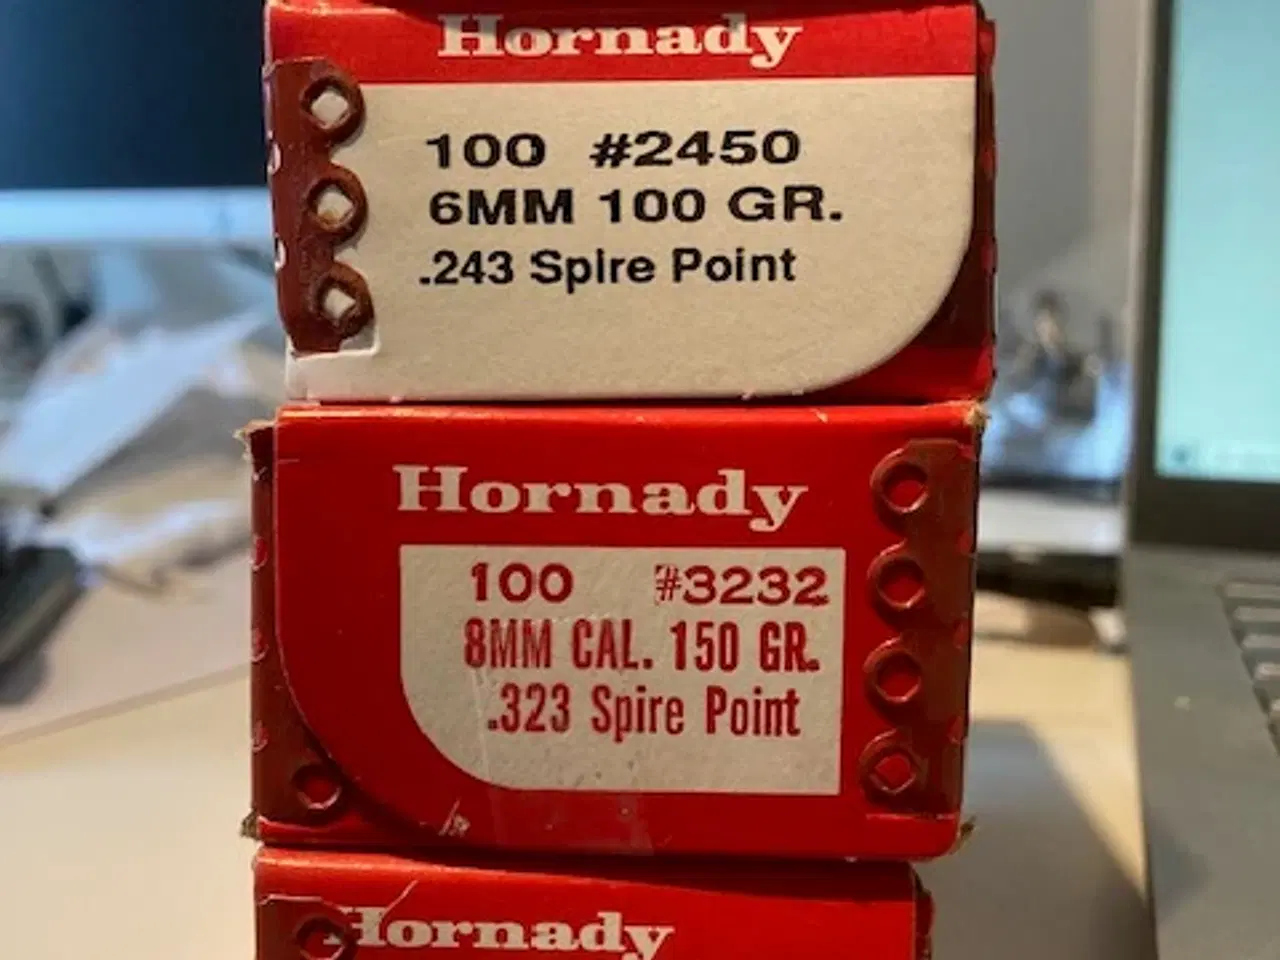 Hornady
100 #2450
6MM 100 GR.
.243 Spire Point
Hornady
100 #3232
8MM CAL. 150 GR.
.323 Spire Point
Hornady